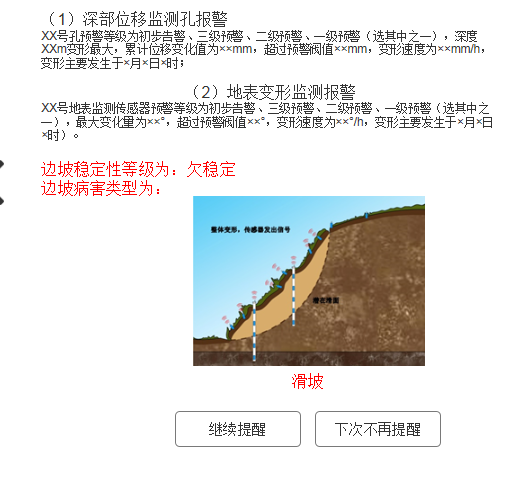 （1）深部位移监测孔报警
XX号孔预警等级为初步告警、三级预警、二级预警、一级预警（选其中之一），深度
XXm变形最大，累计位移变化值为××mm，超过预警阀值××mm，变形速度为××mm/h，
变形主要发生于×月×日×时；
（2）地表变形监测报警
XX号地表监测传感器预警等级为初步告警、三级预警、二级预警、一级预警（选其中之
一），最大变化量为××°，超过预警阀值××°，变形速度为××°/h，变形主要发生于×月×日
×时）。
边坡稳定性等级为：欠稳定
边坡病害类型为：
整体变形，传感器发出信号
潜在滑面
滑坡
继续提醒
下次不再提醒